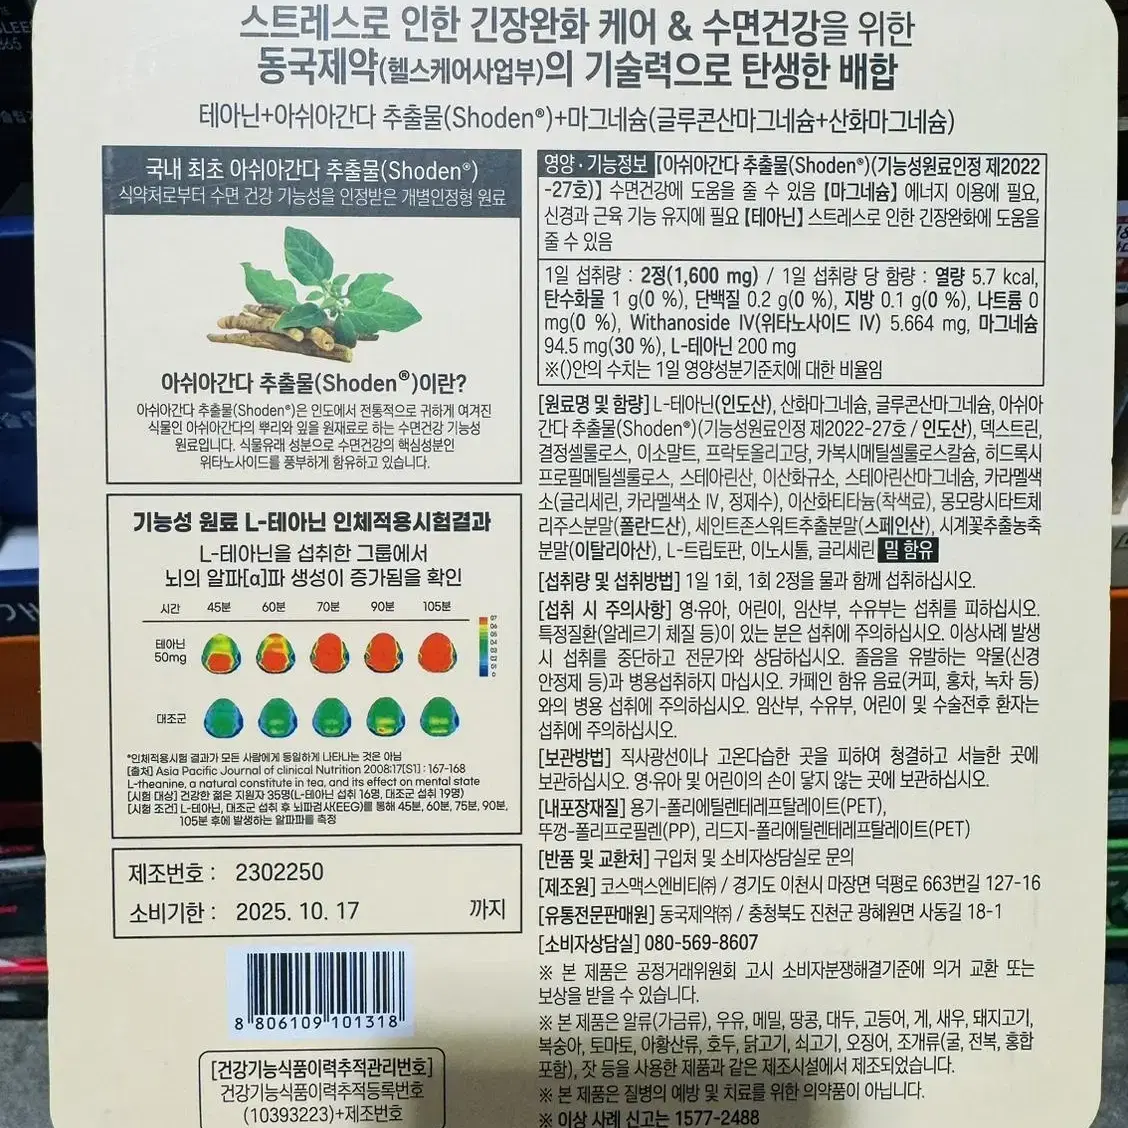 스트레스로 인한 긴장완화 케어 & 수면건강을 위한
동국제약(헬스케어사업부)의 기술력으로 탄생한 배합
테아닌+아쉬아간다 추출물(Shoden®)+마그네슘(글루콘산마그네슘+산화마그네슘)
국내 최초 아쉬아간다 추출물(Shoden®)
식약처로부터 수면 건강 기능성을 인정받은 개별인정형 원료
아쉬아간다 추출물(Shoden®)이란?
아쉬아간다 추출물(Shoden®)은 인도에서 전통적으로 귀하게 여겨진
식물인 아쉬아간다의 뿌리와 잎을 원재료로 하는 수면건강 기능성
원료입니다. 식물유래 성분으로 수면건강의 핵심성분인
위타노사이드를 풍부하게 함유하고 있습니다.
기능성 원료 L-테아닌 인체적용시험결과
L-테아닌을 섭취한 그룹에서
뇌의 알파[α]파 생성이 증가됨을 확인
시간 45분 60분 70분 90분 105분
테아닌
50mg
대조군
*인체적용시험 결과가 모든 사람에게 동일하게 나타나는 것은 아님
[출처] Asia Pacific Journal of clinical Nutrition 2008:17[S1] : 167-168
L-theanine, a natural constitute in tea, and its effect on mental state
[시험 대상] 건강한 젊은 지원자 35명(L-테아닌 섭취 16명, 대조군 섭취 19명)
[시험 조건] L-테아닌, 대조군 섭취 후 뇌파검사(EEG)를 통해 45분, 60분, 75분, 90분,
105분 후에 발생하는 알파파를 측정
제조번호 : 2302250
소비기한 : 2025. 10. 17 까지
8 806109 101318
[건강기능식품이력추적관리번호]
건강기능식품이력추적등록번호
(10393223)+제조번호
영양·기능정보 【아쉬아간다 추출물(Shoden®)(기능성원료인정 제2022
-27호)】 수면건강에 도움을 줄 수 있음 【마그네슘】 에너지 이용에 필요,
신경과 근육 기능 유지에 필요 【테아닌】 스트레스로 인한 긴장완화에 도움을
줄 수 있음
1일 섭취량 : 2정(1,600 mg) / 1일 섭취량 당 함량 : 열량 5.7 kcal,
탄수화물 1 g(0 %), 단백질 0.2 g(0 %), 지방 0.1 g(0 %), 나트륨 0
mg(0 %), Withanoside IV(위타노사이드 IV) 5.664 mg, 마그네슘
94.5 mg(30 %), L-테아닌 200 mg
※()안의 수치는 1일 영양성분기준치에 대한 비율임
[원료명 및 함량] L-테아닌(인도산), 산화마그네슘, 글루콘산마그네슘, 아쉬아
간다 추출물(Shoden®)(기능성원료인정 제2022-27호 / 인도산), 덱스트린,
결정셀룰로스, 이소말트, 프락토올리고당, 카복시메틸셀룰로스칼슘, 히드록시
프로필메틸셀룰로스, 스테아린산, 이산화규소, 스테아린산마그네슘, 카라멜색
소(글리세린, 카라멜색소 IV, 정제수), 이산화티타늄(착색료), 몽모랑시타트체
리주스분말(폴란드산), 세인트존스워트추출분말(스페인산), 시계꽃추출농축
분말(이탈리아산), L-트립토판, 이노시톨, 글리세린 밀 함유
[섭취량 및 섭취방법] 1일 1회, 1회 2정을 물과 함께 섭취하십시오.
[섭취 시 주의사항] 영·유아, 어린이, 임산부, 수유부는 섭취를 피하십시오.
특정질환(알레르기 체질 등)이 있는 분은 섭취에 주의하십시오. 이상사례 발생
시 섭취를 중단하고 전문가와 상담하십시오. 졸음을 유발하는 약물(신경
안정제 등)과 병용섭취하지 마십시오. 카페인 함유 음료(커피, 홍차, 녹차 등)
와의 병용 섭취에 주의하십시오. 임산부, 수유부, 어린이 및 수술전후 환자는
섭취에 주의하십시오.
[보관방법] 직사광선이나 고온다습한 곳을 피하여 청결하고 서늘한 곳에
보관하십시오. 영·유아 및 어린이의 손이 닿지 않는 곳에 보관하십시오.
[내포장재질] 용기-폴리에틸렌테레프탈레이트(PET),
뚜껑-폴리프로필렌(PP), 리드지-폴리에틸렌테레프탈레이트(PET)
[반품 및 교환처] 구입처 및 소비자상담실로 문의
[제조원] 코스맥스엔비티㈜ / 경기도 이천시 마장면 덕평로 663번길 127-16
[유통전문판매원] 동국제약㈜ / 충청북도 진천군 광혜원면 사동길 18-1
[소비자상담실] 080-569-8607
※ 본 제품은 공정거래위원회 고시 소비자분쟁해결기준에 의거 교환 또는
보상을 받을 수 있습니다.
※ 본 제품은 알류(가금류), 우유, 메밀, 땅콩, 대두, 고등어, 게, 새우, 돼지고기,
복숭아, 토마토, 아황산류, 호두, 닭고기, 쇠고기, 오징어, 조개류(굴, 전복, 홍합
포함), 잣 등을 사용한 제품과 같은 제조시설에서 제조되었습니다.
※ 본 제품은 질병의 예방 및 치료를 위한 의약품이 아닙니다.
※ 이상 사례 신고는 1577-2488